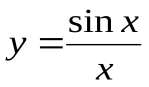 y = sin x / x